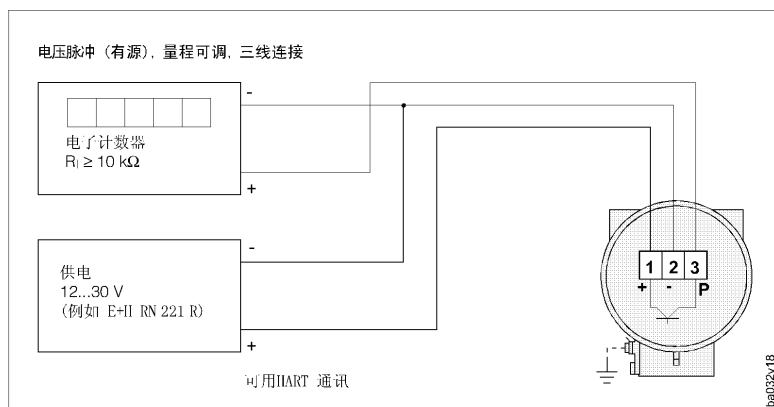 电压脉冲 (有源), 量程可调, 三线连接
-
电子计数器
Rᵢ ≥ 10 kΩ
+
-
供电
12...30 V
(例如 E+H RN 221 R)
+
可用HART 通讯
1 2 3
+ - P
ba032y18